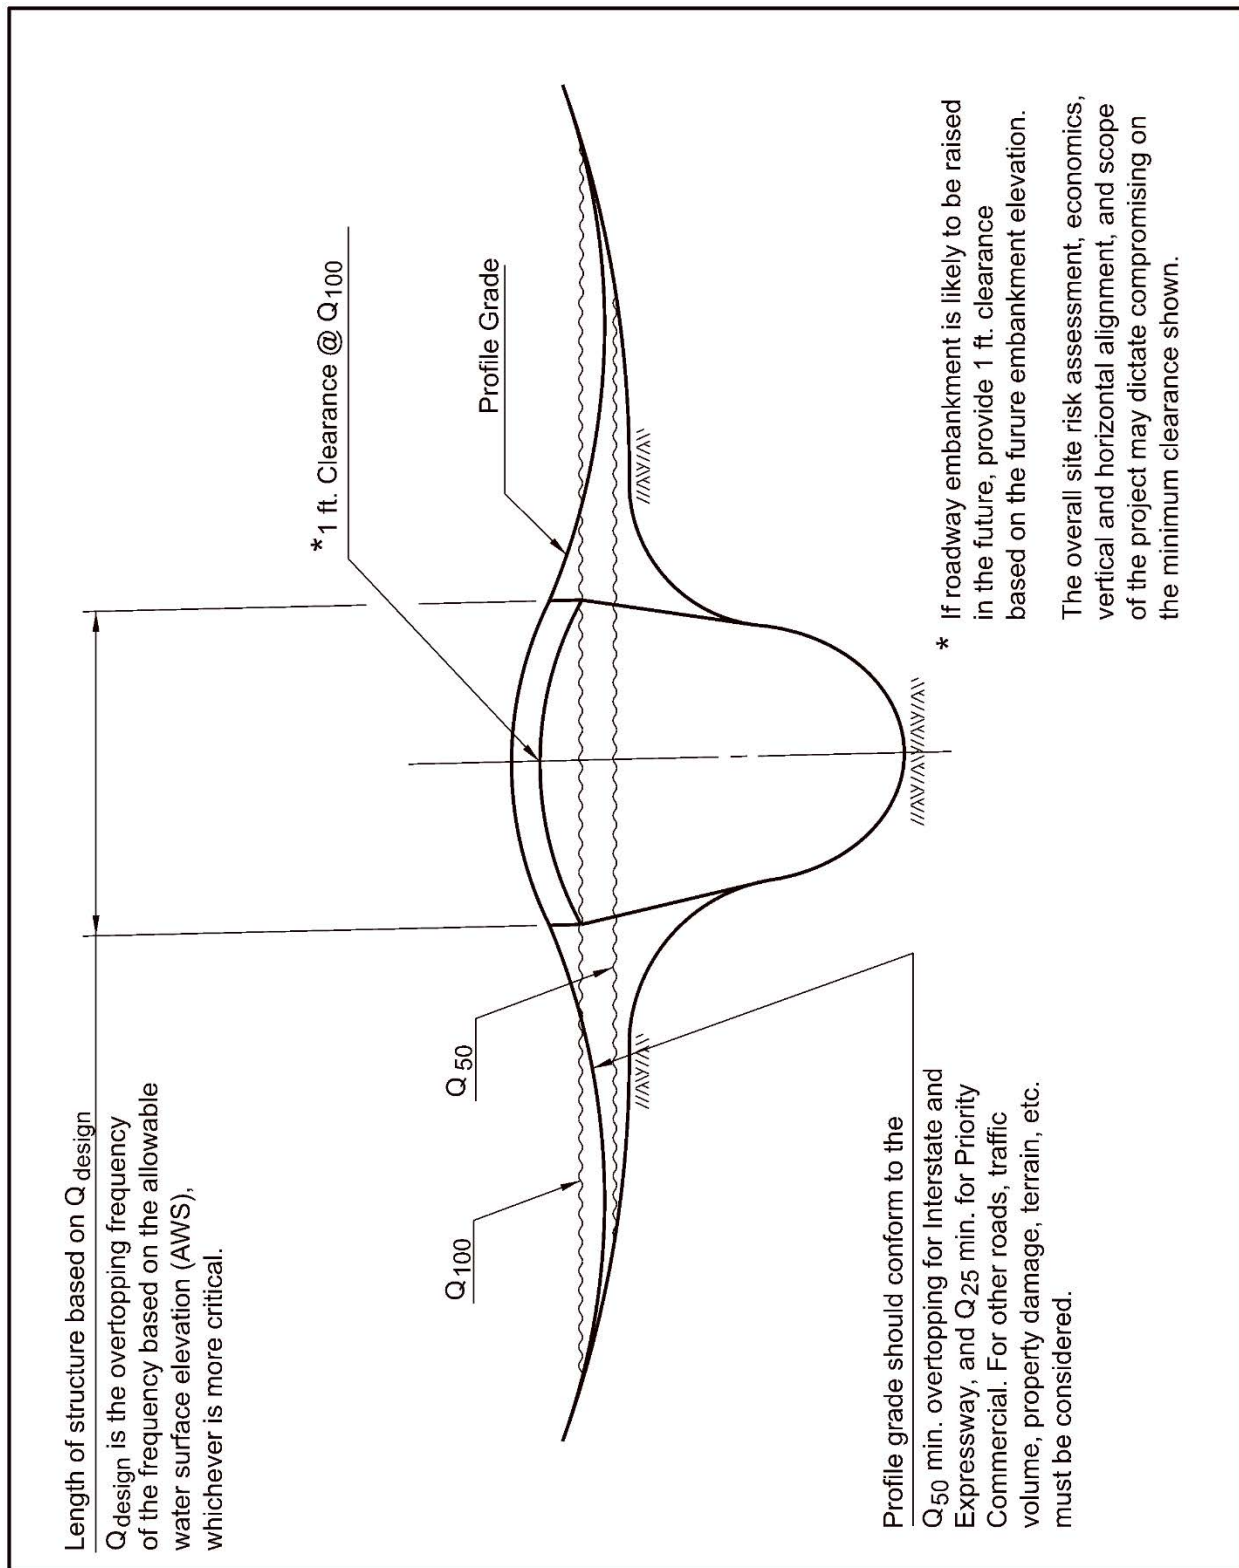 Length of structure based on Q design
Qdesign is the overtopping frequency
of the frequency based on the allowable
water surface elevation (AWS),
whichever is more critical.
*1 ft. Clearance @ Q100
Profile Grade
Q 50
Q100
Profile grade should conform to the
Q50 min. overtopping for Interstate and
Expressway, and Q25 min. for Priority
Commercial. For other roads, traffic
volume, property damage, terrain, etc.
must be considered.
* If roadway embankment is likely to be raised
in the future, provide 1 ft. clearance
based on the furure embankment elevation.
The overall site risk assessment, economics,
vertical and horizontal alignment, and scope
of the project may dictate compromising on
the minimum clearance shown.